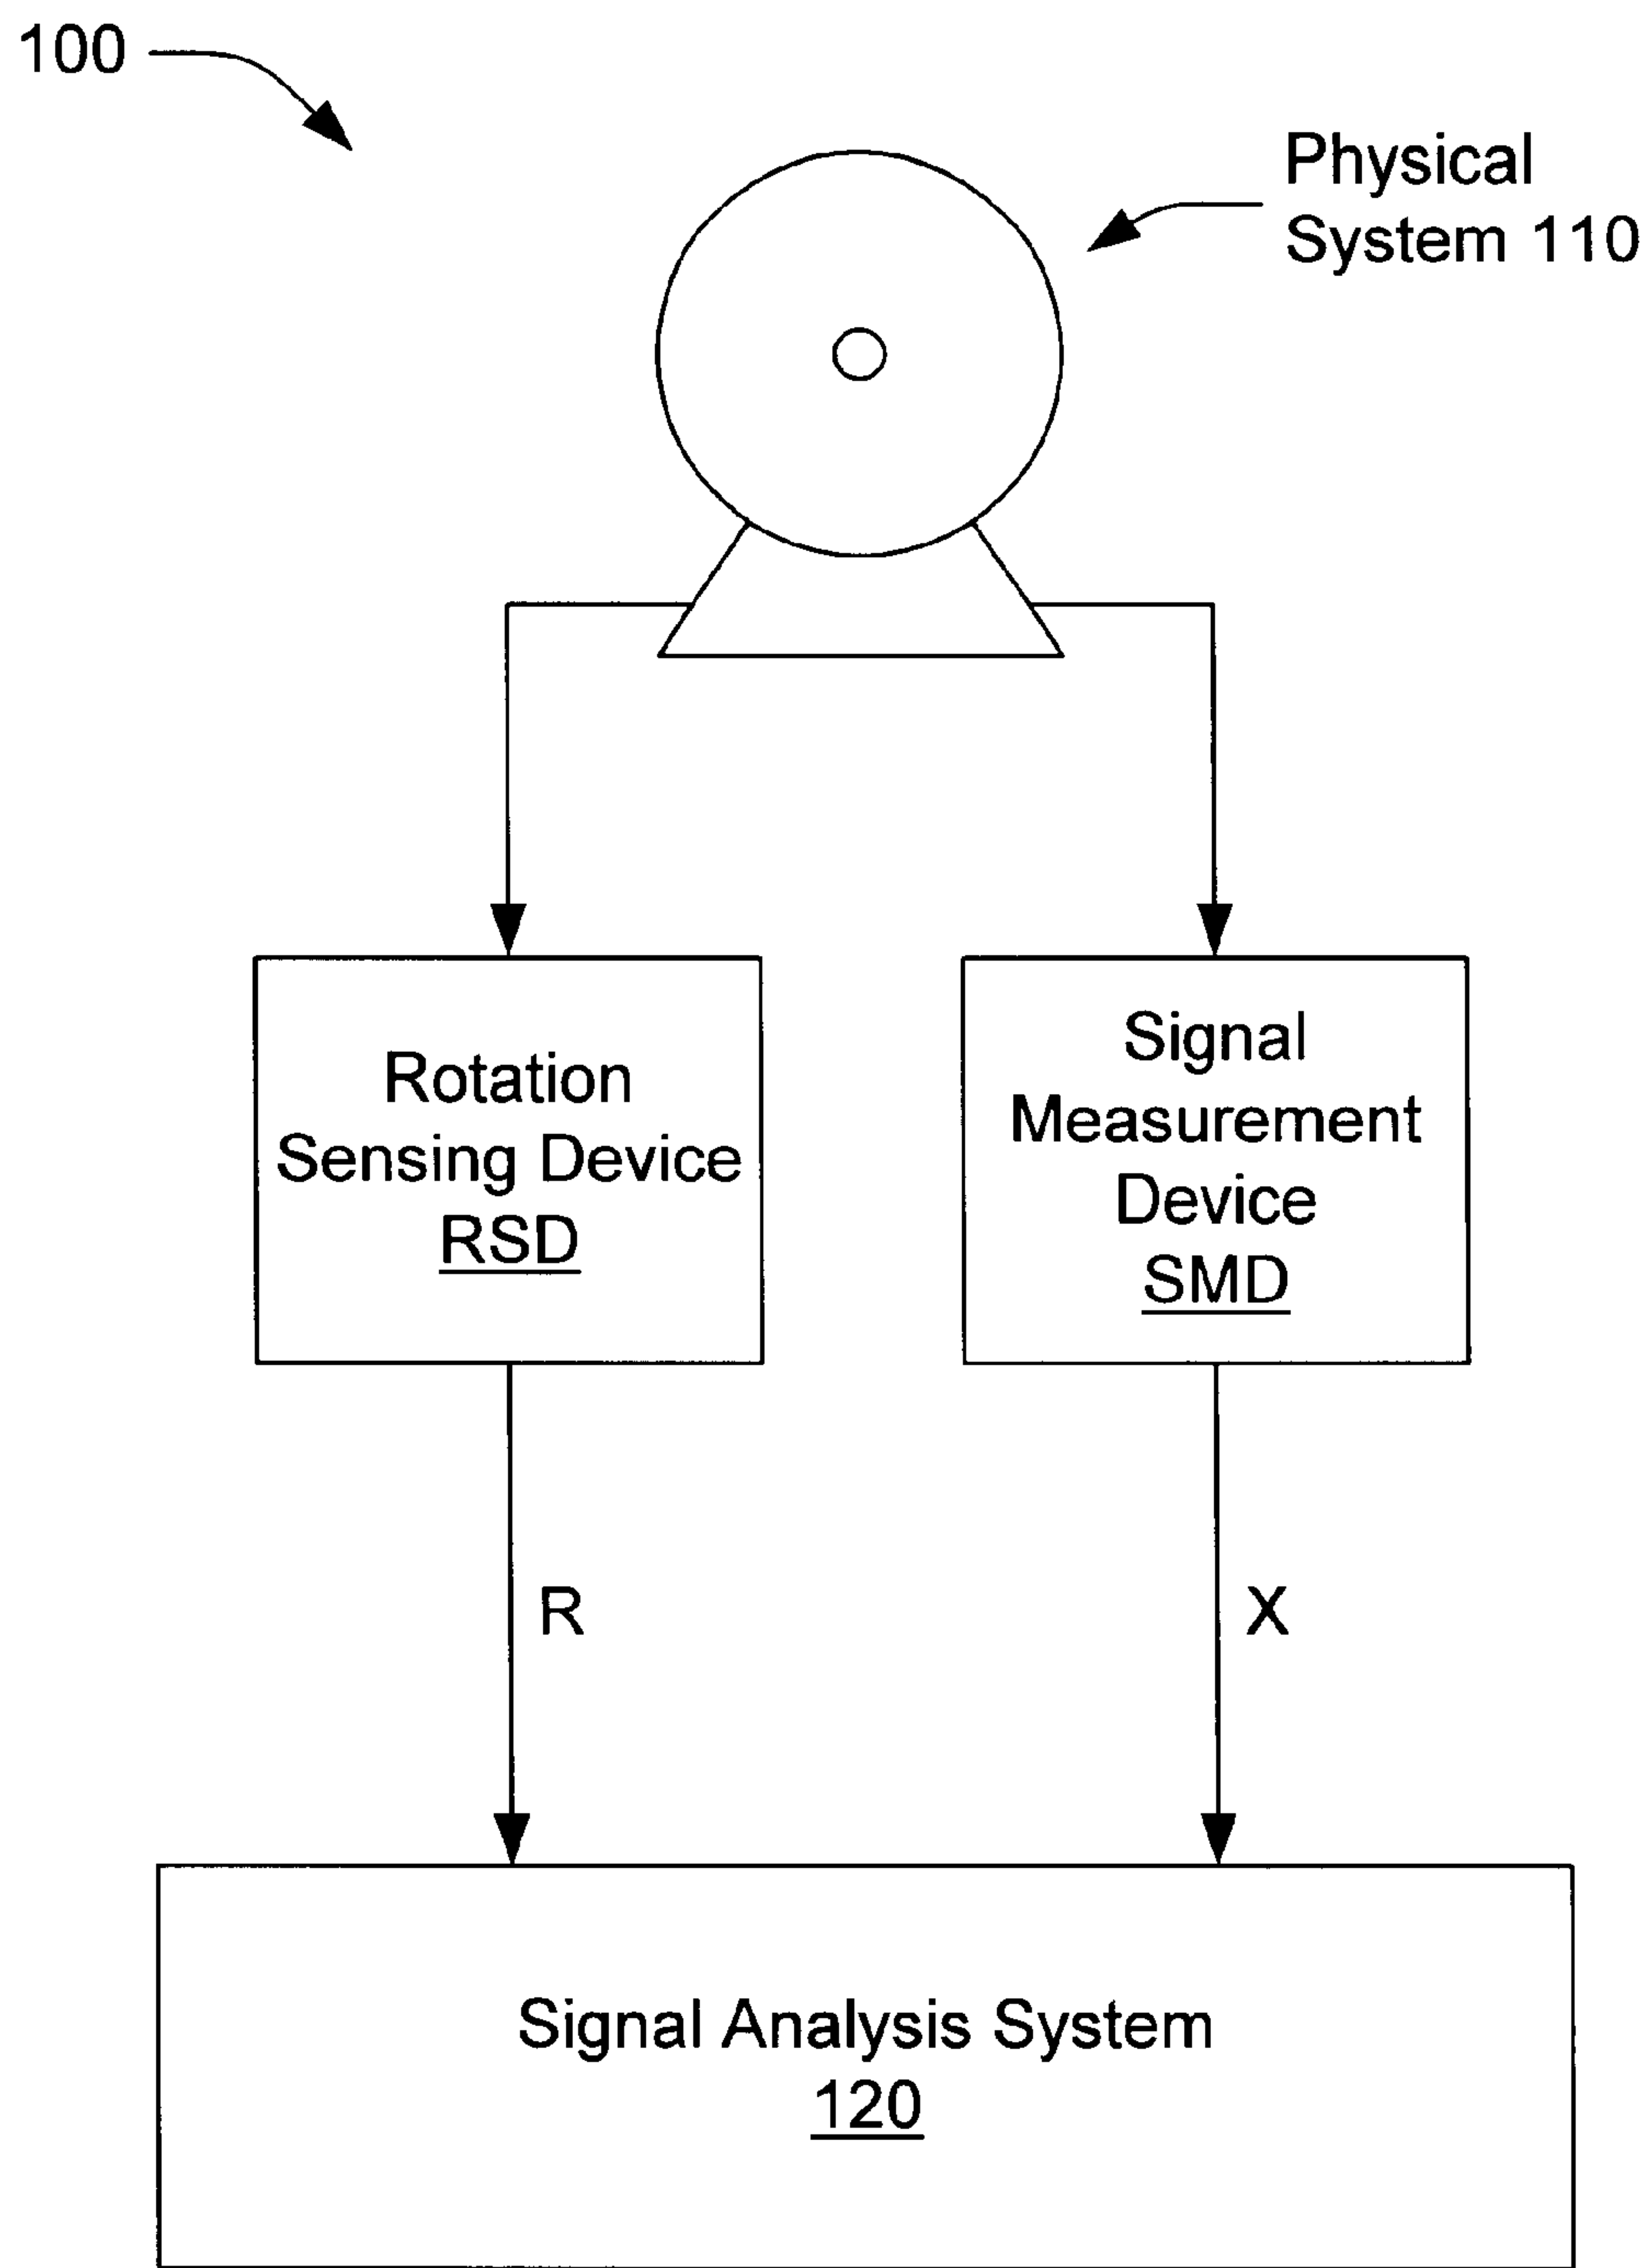 100
Physical
System 110
Rotation
Sensing Device
RSD
Signal
Measurement
Device
SMD
R
X
Signal Analysis System
120